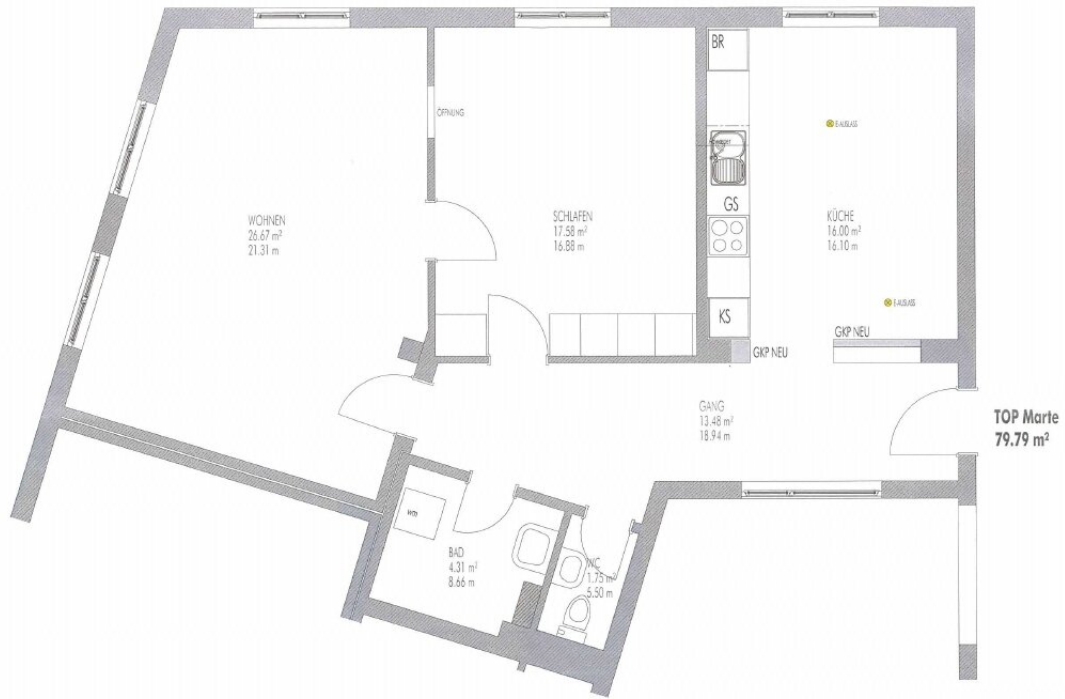 BR
ÖFFNUNG
E-AUSLASS
GS
WOHNEN
26.67 m²
21.31 m
SCHLAFEN
17.58 m²
16.88 m
KÜCHE
16.00 m²
16.10 m
E-AUSLASS
KS
GKP NEU
GKP NEU
GANG
13.48 m²
18.94 m
TOP Marte
79.79 m²
BAD
4.31 m²
8.66 m
WC
1.75 m²
5.50 m